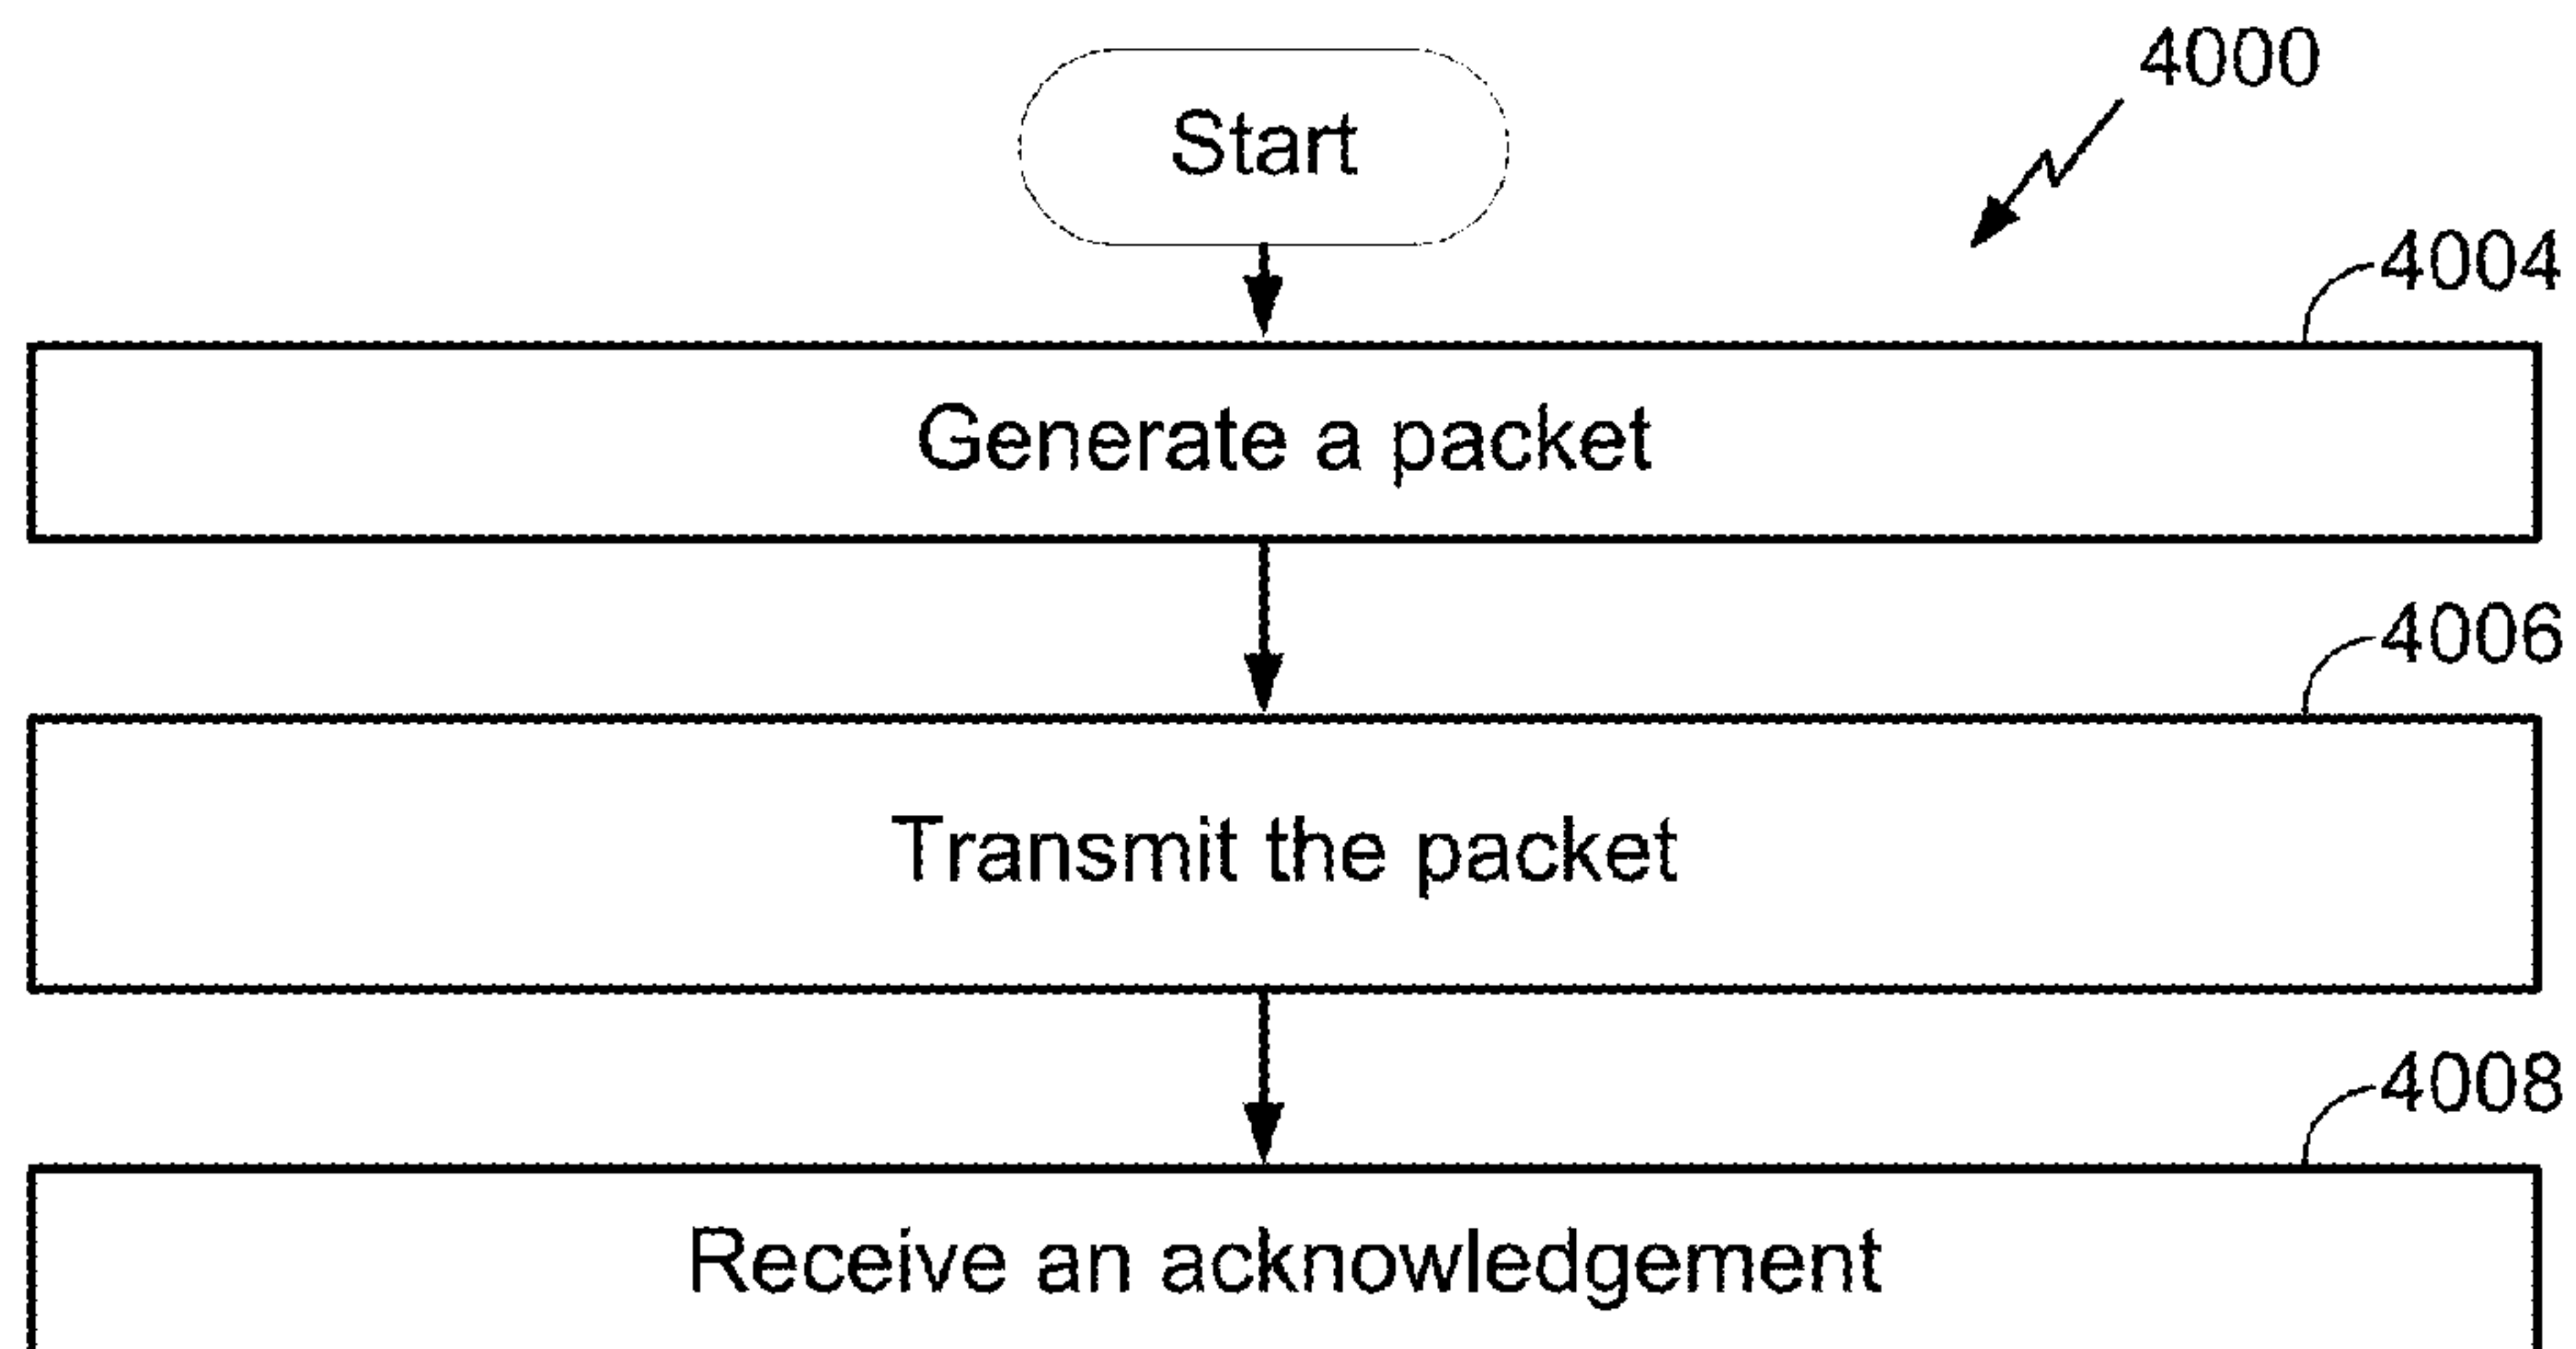 4000
Start
4004
Generate a packet
4006
Transmit the packet
4008
Receive an acknowledgement